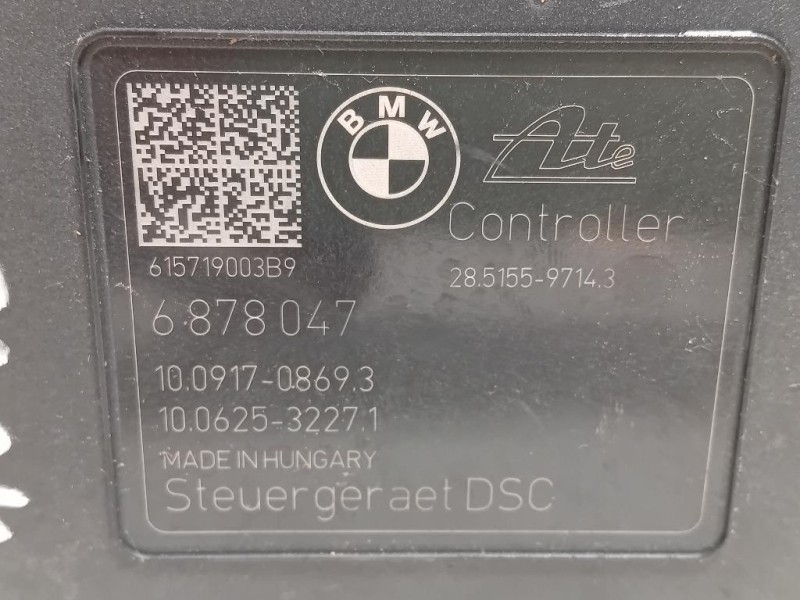 BMW
Ate
Controller
615719003B9
28.5155-9714.3
6 878 047
10.0917-0869.3
10.0625-3227.1
MADE IN HUNGARY
Steuergeraet DSC